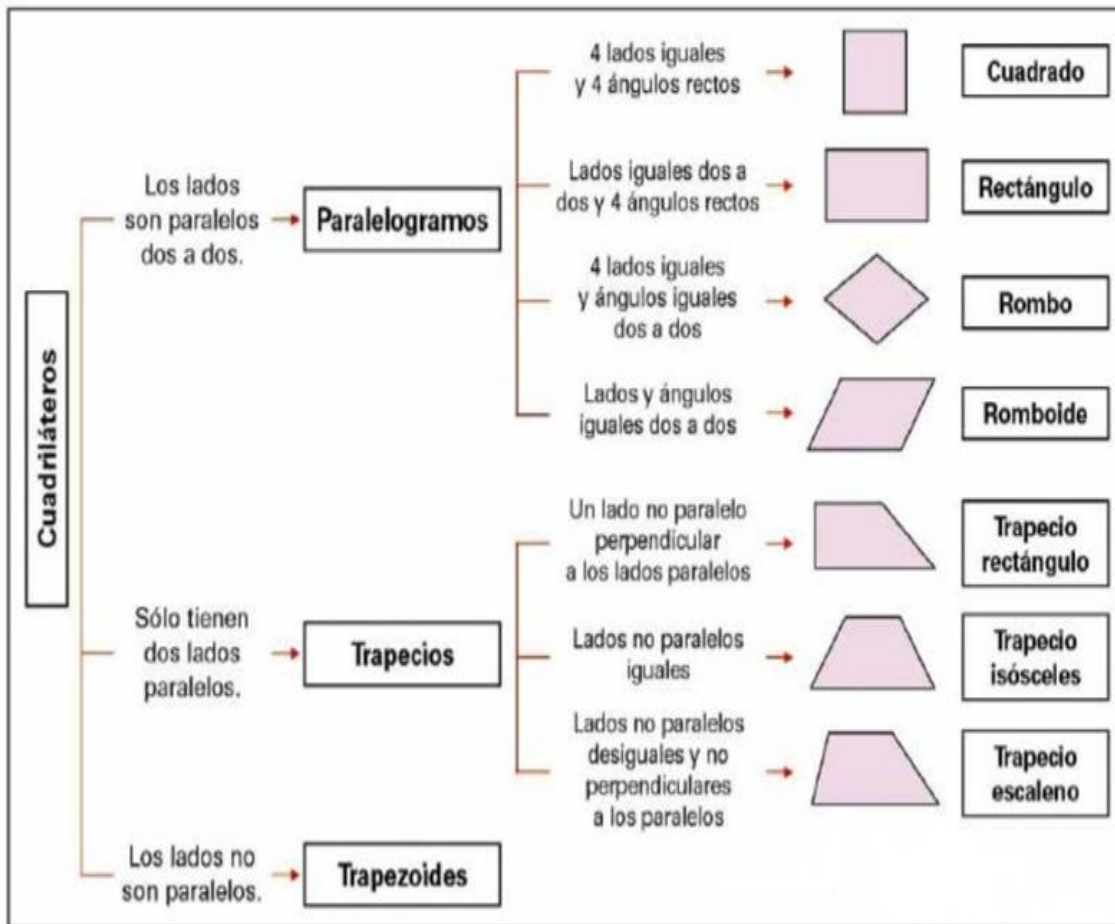 Cuadriláteros
Los lados
son paralelos
dos a dos.
Paralelogramos
4 lados iguales
y 4 ángulos rectos
Cuadrado
Lados iguales dos a
dos y 4 ángulos rectos
Rectángulo
4 lados iguales
y ángulos iguales
dos a dos
Rombo
Lados y ángulos
iguales dos a dos
Romboide
Sólo tienen
dos lados
paralelos.
Trapecios
Un lado no paralelo
perpendicular
a los lados paralelos
Trapecio
rectángulo
Lados no paralelos
iguales
Trapecio
isósceles
Lados no paralelos
desiguales y no
perpendiculares
a los paralelos
Trapecio
escaleno
Los lados no
son paralelos.
Trapezoides